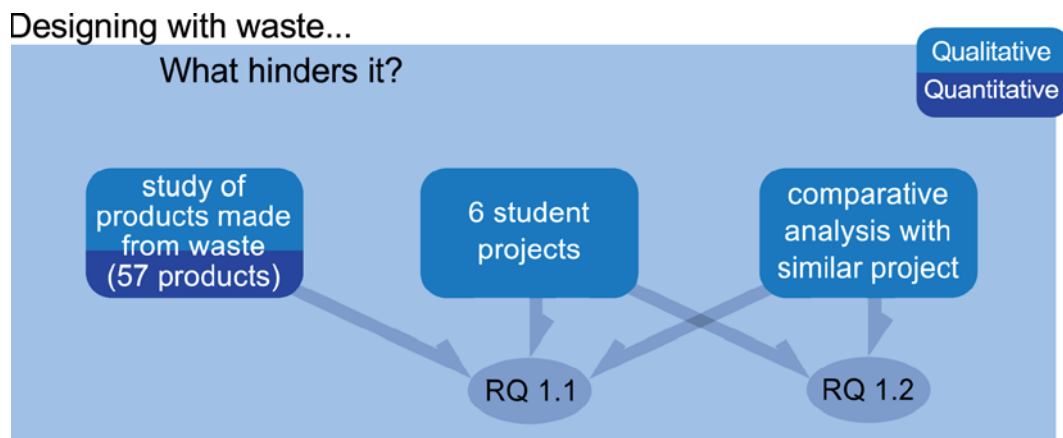 Designing with waste...
What hinders it?
Qualitative
Quantitative
study of
products made
from waste
(57 products)
6 student
projects
comparative
analysis with
similar project
RQ 1.1
RQ 1.2